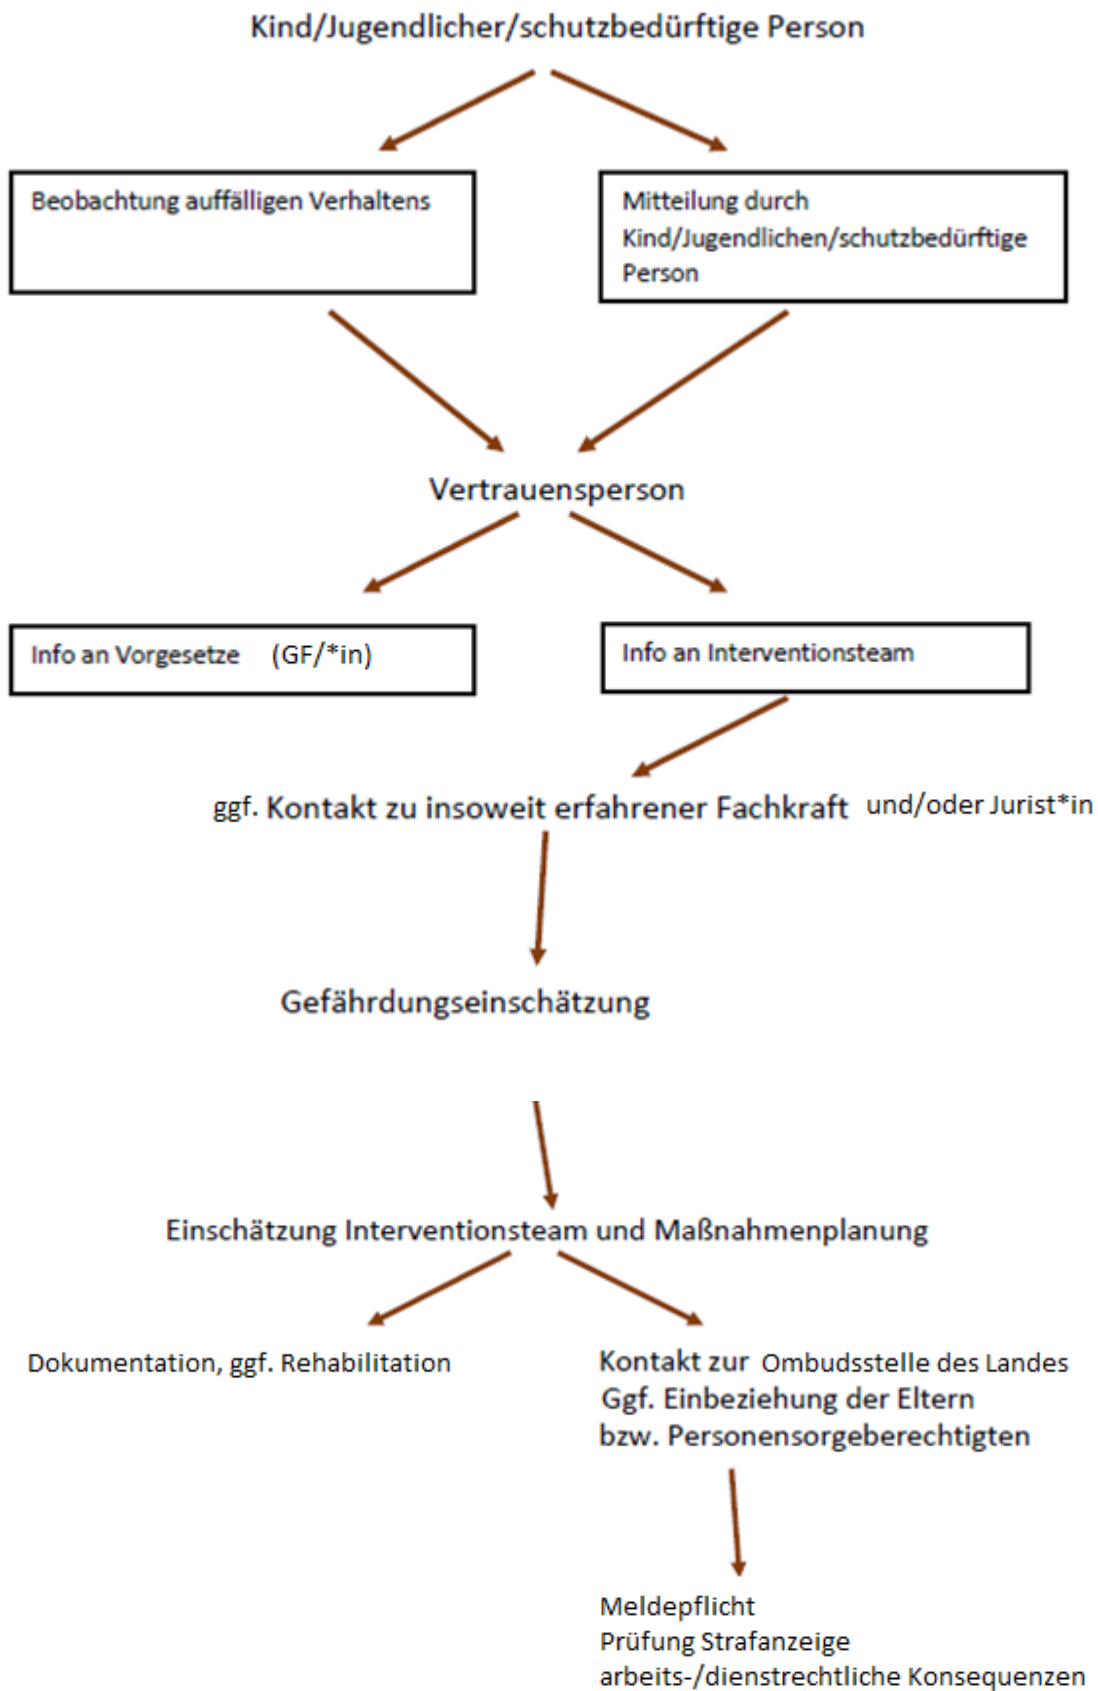 Kind/Jugendlicher/schutzbedürftige Person
Beobachtung auffälligen Verhaltens
Mitteilung durch
Kind/Jugendlichen/schutzbedürftige
Person
Vertrauensperson
Info an Vorgesetze (GF/*in)
Info an Interventionsteam
ggf. Kontakt zu insoweit erfahrener Fachkraft und/oder Jurist*in
Gefährdungseinschätzung
Einschätzung Interventionsteam und Maßnahmenplanung
Dokumentation, ggf. Rehabilitation
Kontakt zur Ombudsstelle des Landes
Ggf. Einbeziehung der Eltern
bzw. Personensorgeberechtigten
Meldepflicht
Prüfung Strafanzeige
arbeits-/dienstrechtliche Konsequenzen